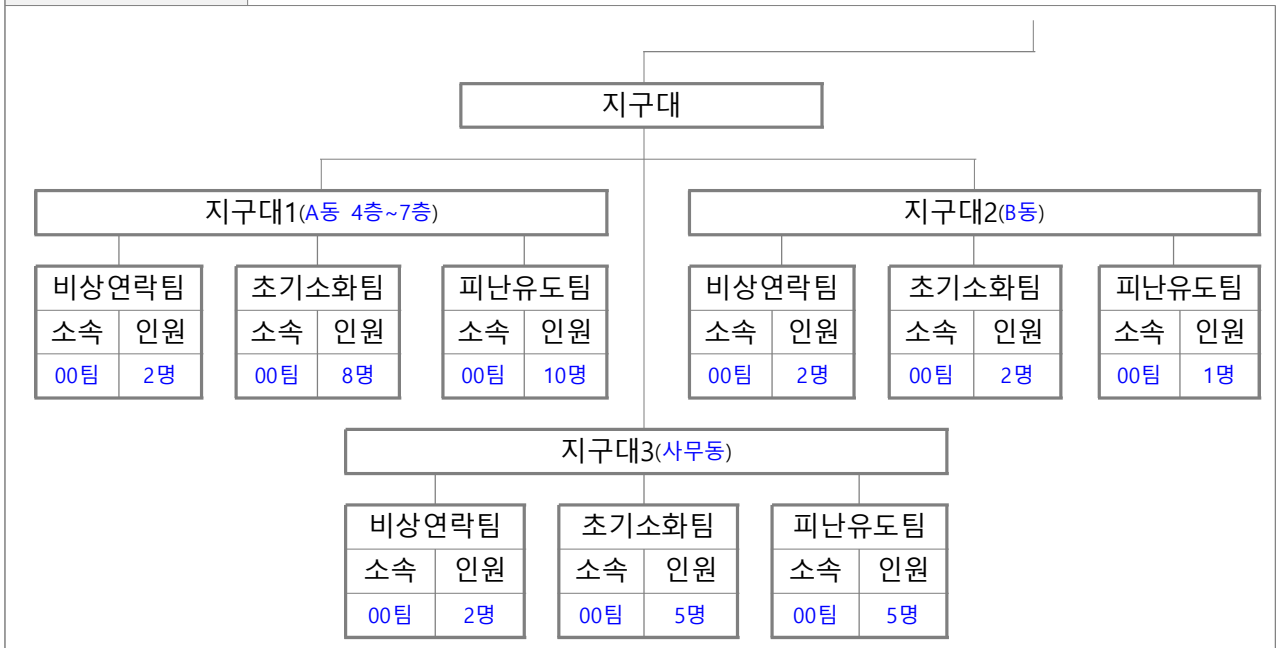 지구대
지구대1(A동 4층~7층)
지구대2(B동)
비상연락팀 초기소화팀 피난유도팀 비상연락팀 초기소화팀 피난유도팀
소속 인원 소속 인원 소속 인원 소속 인원 소속 인원 소속 인원
00팀 2명 00팀 8명 00팀 10명 00팀 2명 00팀 2명 00팀 1명
지구대3(사무동)
비상연락팀 초기소화팀 피난유도팀
소속 인원 소속 인원 소속 인원
00팀 2명 00팀 5명 00팀 5명